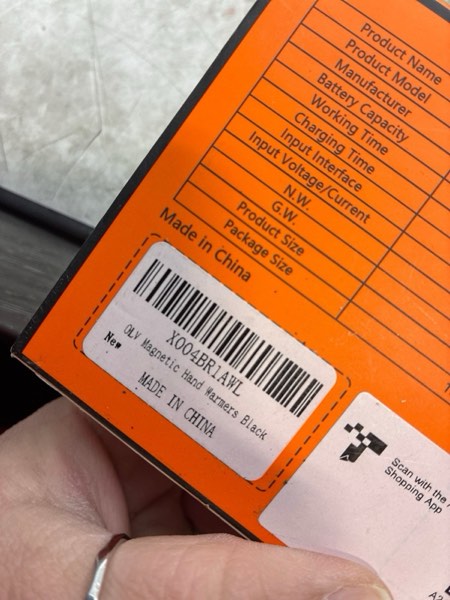 Product Name
Product Model
Manufacturer
Battery Capacity
Working Time
Charging Time
Input Interface
Input Voltage/Current
N.W.
G.W.
Product Size
Package Size
Made in China
X004BR1AWL
OLV Magnetic Hand Warmers Black
New
MADE IN CHINA
Scan with the
Shopping App